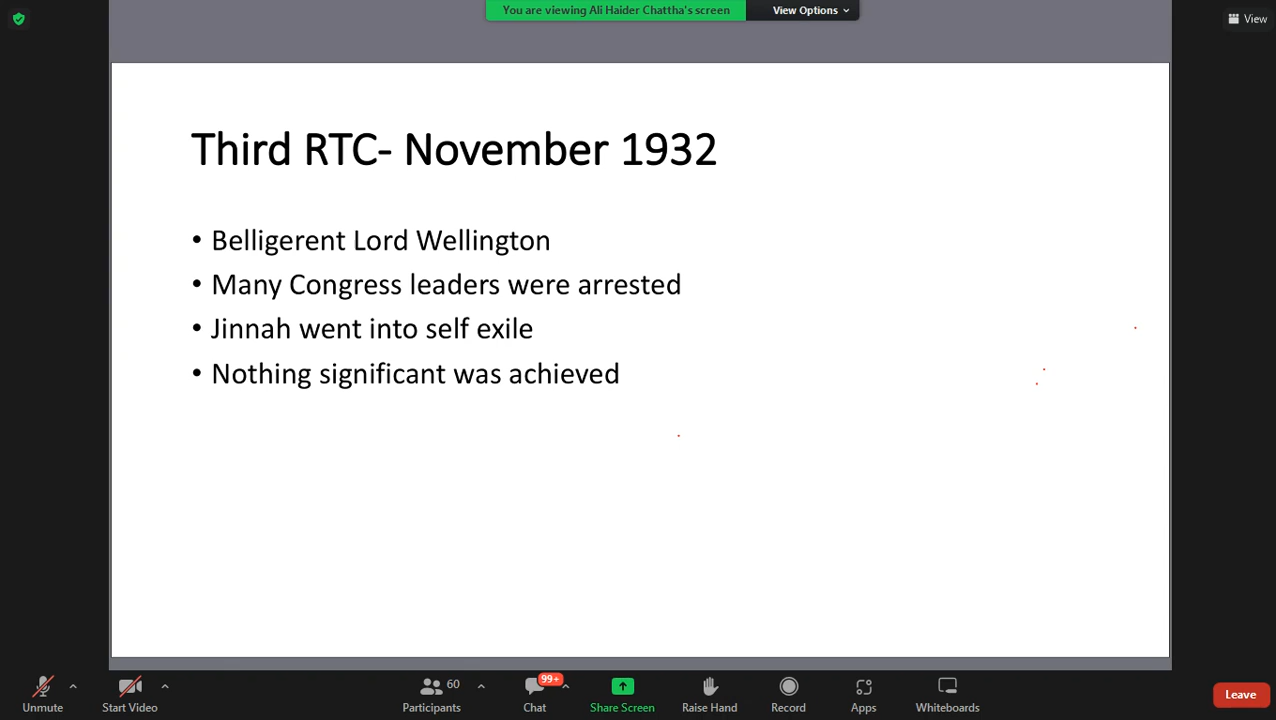 You are viewing Ali Haider Chattha's screen
View Options
View
Third RTC- November 1932
• Belligerent Lord Wellington
• Many Congress leaders were arrested
• Jinnah went into self exile
• Nothing significant was achieved
60
99+
Unmute
Start Video
Participants
Chat
Share Screen
Raise Hand
Record
Apps
Whiteboards
Leave